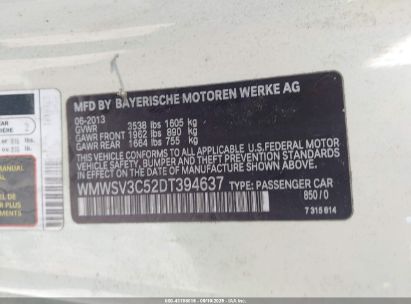 MFD BY BAYERISCHE MOTOREN WERKE AG
06-2013
GVWR 3538 lbs 1605 kg
GAWR FRONT 1962 lbs 890 kg
GAWR REAR 1664 lbs 755 kg
THIS VEHICLE CONFORMS TO ALL APPLICABLE U.S. FEDERAL MOTOR
VEHICLE SAFETY, BUMPER, AND THEFT PREVENTION STANDARDS
IN EFFECT ON THE DATE OF MANUFACTURE SHOWN ABOVE.
WMWSV3C52DT394637 TYPE: PASSENGER CAR
850 / 0
7 315 814
MANUAL